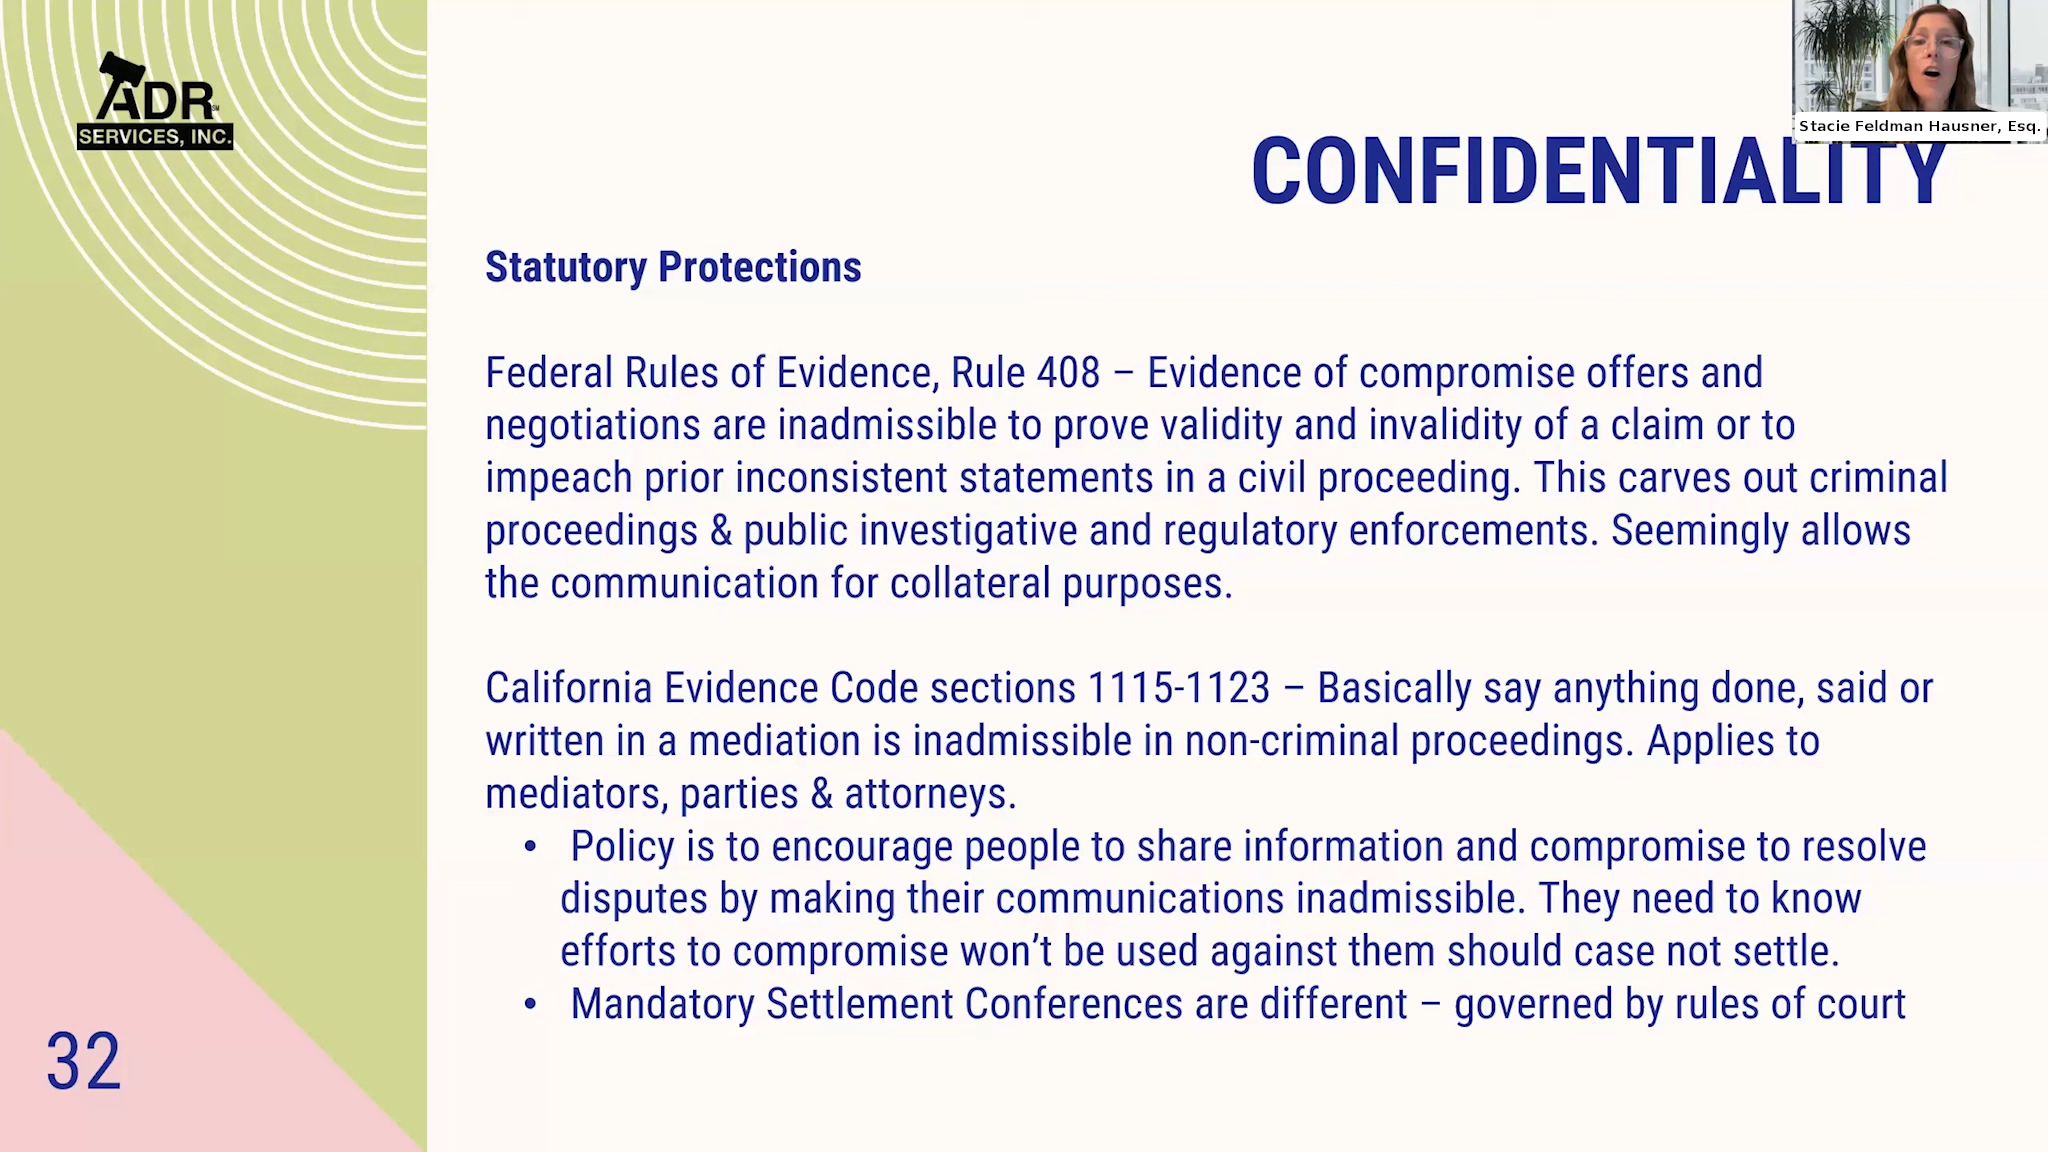 ADR
SERVICES, INC.
Stacie Feldman Hausner, Esq.
CONFIDENTIALITY
Statutory Protections
Federal Rules of Evidence, Rule 408 – Evidence of compromise offers and
negotiations are inadmissible to prove validity and invalidity of a claim or to
impeach prior inconsistent statements in a civil proceeding. This carves out criminal
proceedings & public investigative and regulatory enforcements. Seemingly allows
the communication for collateral purposes.
California Evidence Code sections 1115-1123 – Basically say anything done, said or
written in a mediation is inadmissible in non-criminal proceedings. Applies to
mediators, parties & attorneys.
• Policy is to encourage people to share information and compromise to resolve
disputes by making their communications inadmissible. They need to know
efforts to compromise won’t be used against them should case not settle.
• Mandatory Settlement Conferences are different – governed by rules of court
32